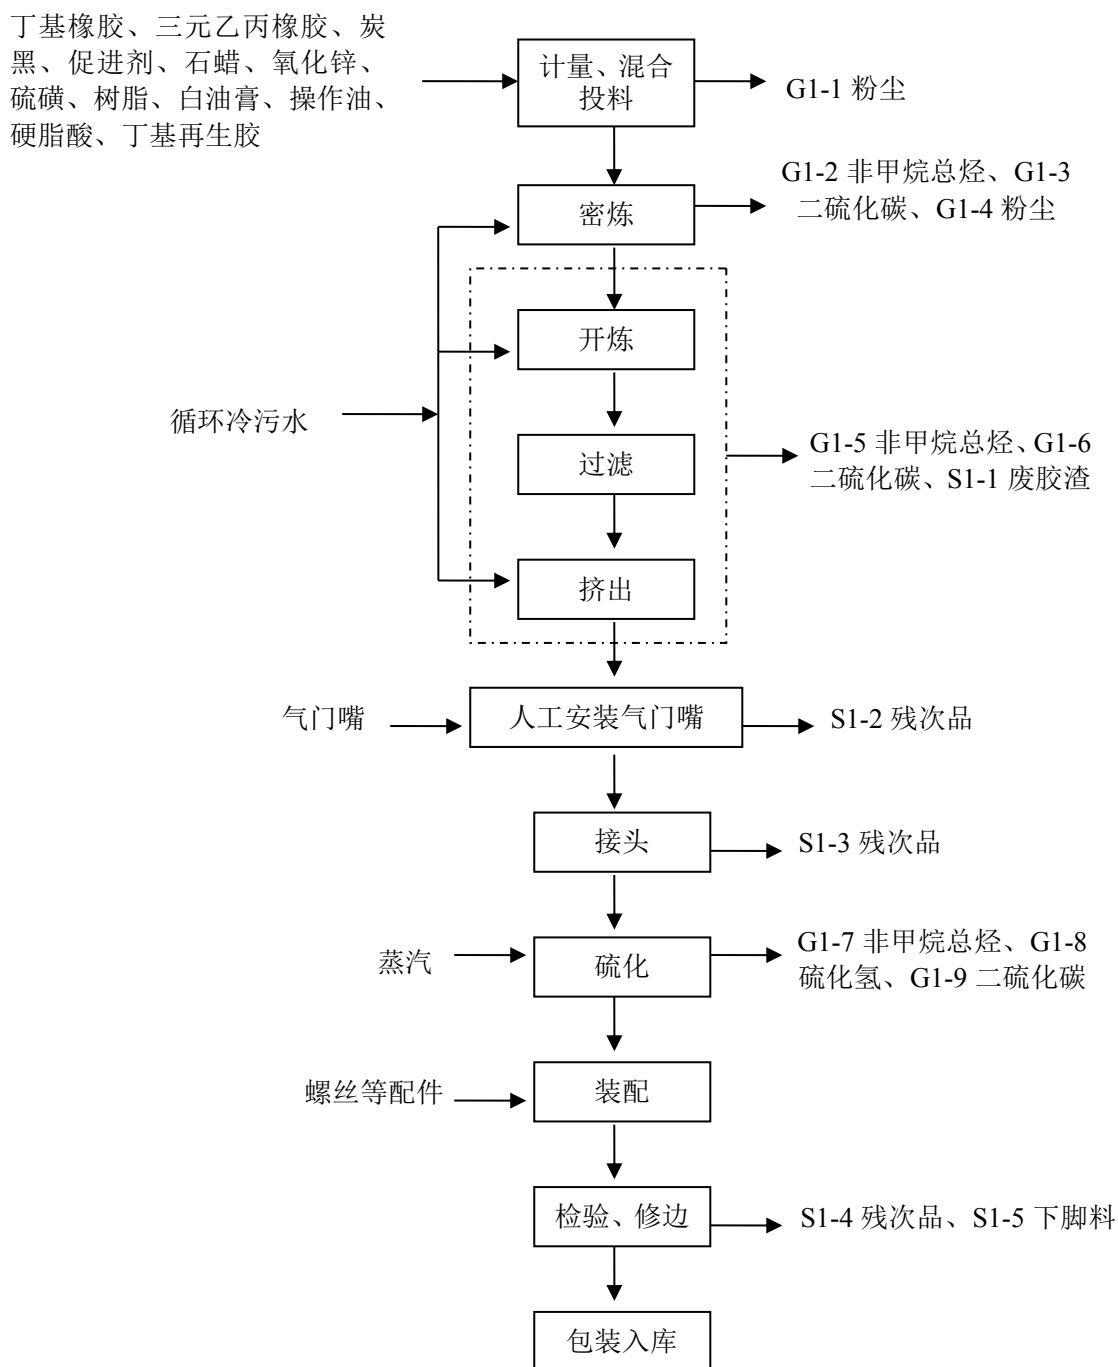 丁基橡胶、三元乙丙橡胶、炭
黑、促进剂、石蜡、氧化锌、
硫磺、树脂、白油膏、操作油、
硬脂酸、丁基再生胶
计量、混合
投料
G1-1 粉尘
密炼
G1-2 非甲烷总烃、G1-3
二硫化碳、G1-4 粉尘
开炼
循环冷污水
过滤
G1-5 非甲烷总烃、G1-6
二硫化碳、S1-1 废胶渣
挤出
气门嘴
人工安装气门嘴
S1-2 残次品
接头
S1-3 残次品
蒸汽
硫化
G1-7 非甲烷总烃、G1-8
硫化氢、G1-9 二硫化碳
螺丝等配件
装配
检验、修边
S1-4 残次品、S1-5 下脚料
包装入库